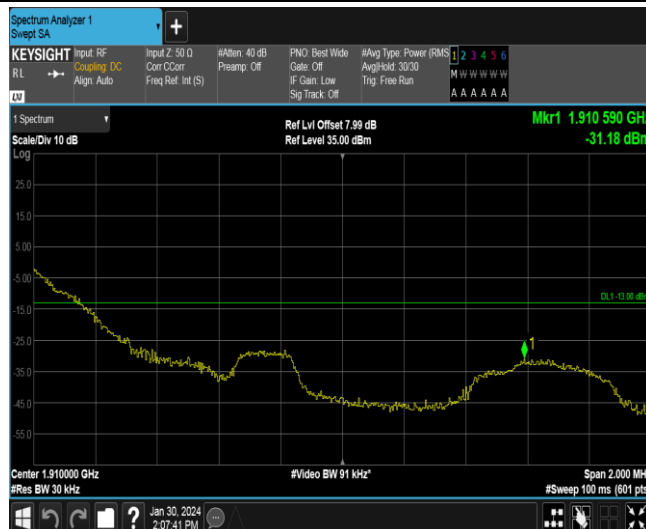 Spectrum Analyzer 1
Swept SA
KEYSIGHT
RL
LXI
Input: RF
Coupling: DC
Align: Auto
Input Z: 50 Ω
Corr CCorr
Freq Ref: Int (S)
#Atten: 40 dB
Preamp: Off
PNO: Best Wide
Gate: Off
IF Gain: Low
Sig Track: Off
#Avg Type: Power (RMS
Avg|Hold: 30/30
Trig: Free Run
1 2 3 4 5 6
M W W W W W
A A A A A A
1 Spectrum
Scale/Div 10 dB
Ref Lvl Offset 7.99 dB
Ref Level 35.00 dBm
Mkr1 1.910 590 GHz
-31.18 dBm
Log
25.0
15.0
5.00
-5.00
DL1 -13.00 dBm
-15.0
-25.0
1
-35.0
-45.0
-55.0
Center 1.910000 GHz
#Video BW 91 kHz*
Span 2.000 MH
#Res BW 30 kHz
#Sweep 100 ms (601 pts
?
Jan 30, 2024
2:07:41 PM